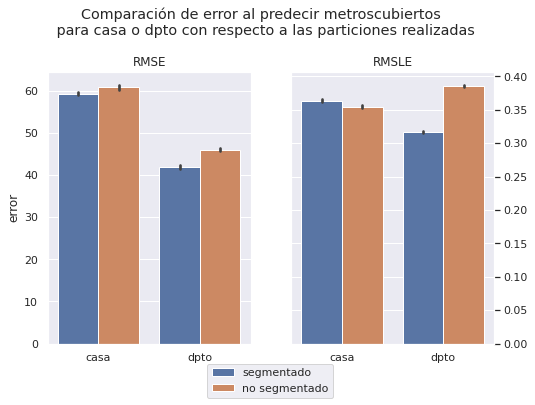 Comparación de error al predecir metroscubiertos
para casa o dpto con respecto a las particiones realizadas
RMSE
RMSLE
error
60
50
40
30
20
10
0
0.40
0.35
0.30
0.25
0.20
0.15
0.10
0.05
0.00
casa
dpto
casa
dpto
segmentado
no segmentado